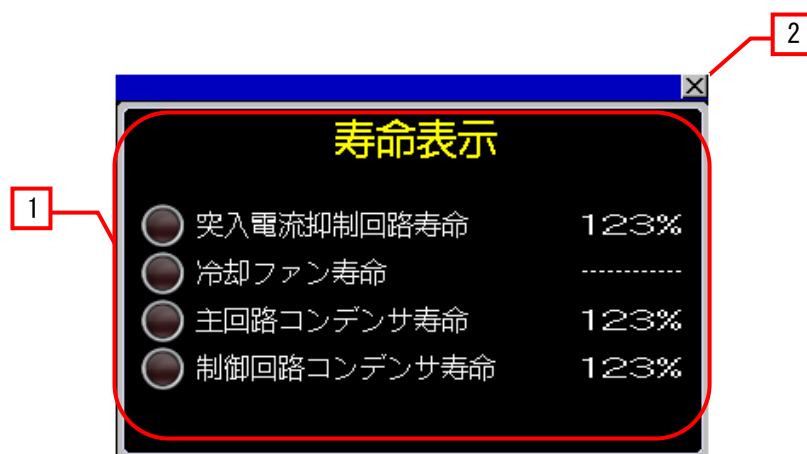 2
寿命表示
1
突入電流抑制回路寿命 123%
冷却ファン寿命 -----------
主回路コンデンサ寿命 123%
制御回路コンデンサ寿命 123%